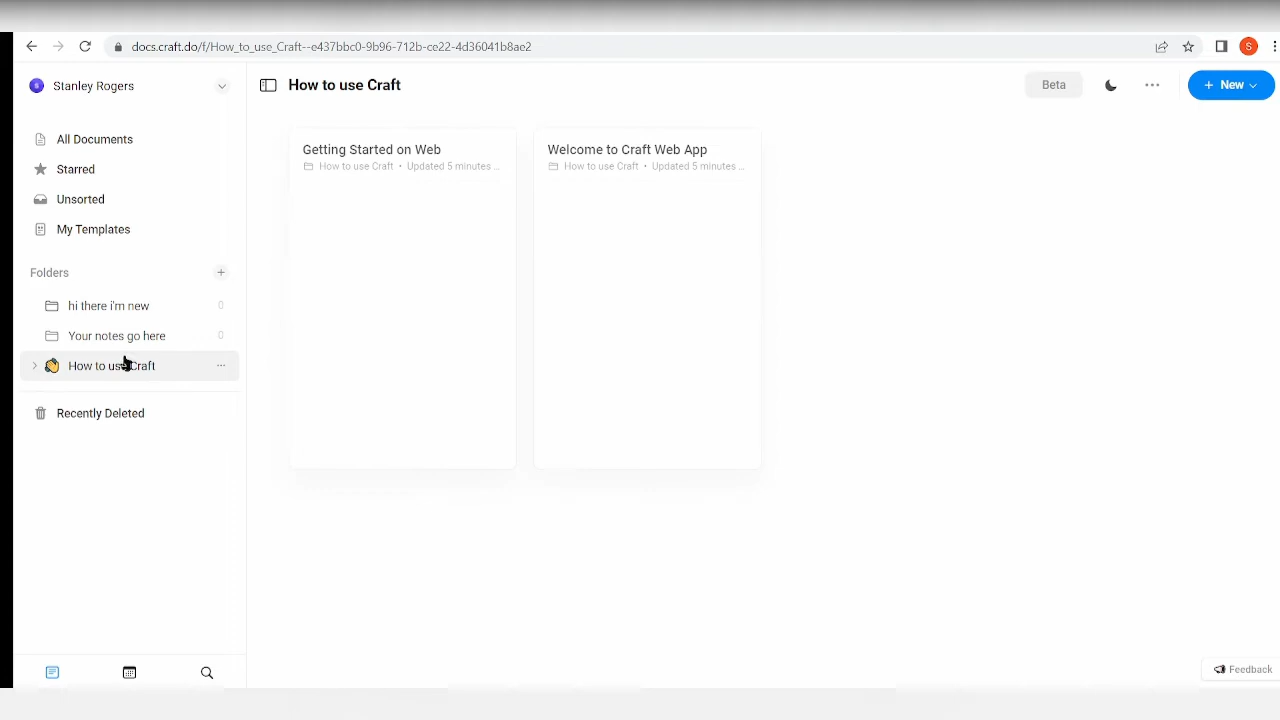 docs.craft.do/f/How_to_use_Craft--e437bbc0-9b96-712b-ce22-4d36041b8ae2
S
S Stanley Rogers
How to use Craft
Beta
+ New
All Documents
Starred
Unsorted
My Templates
Folders
+
hi there i'm new 0
Your notes go here 0
How to use Craft ...
Recently Deleted
Getting Started on Web
How to use Craft • Updated 5 minutes ...
Welcome to Craft Web App
How to use Craft • Updated 5 minutes ...
Feedback